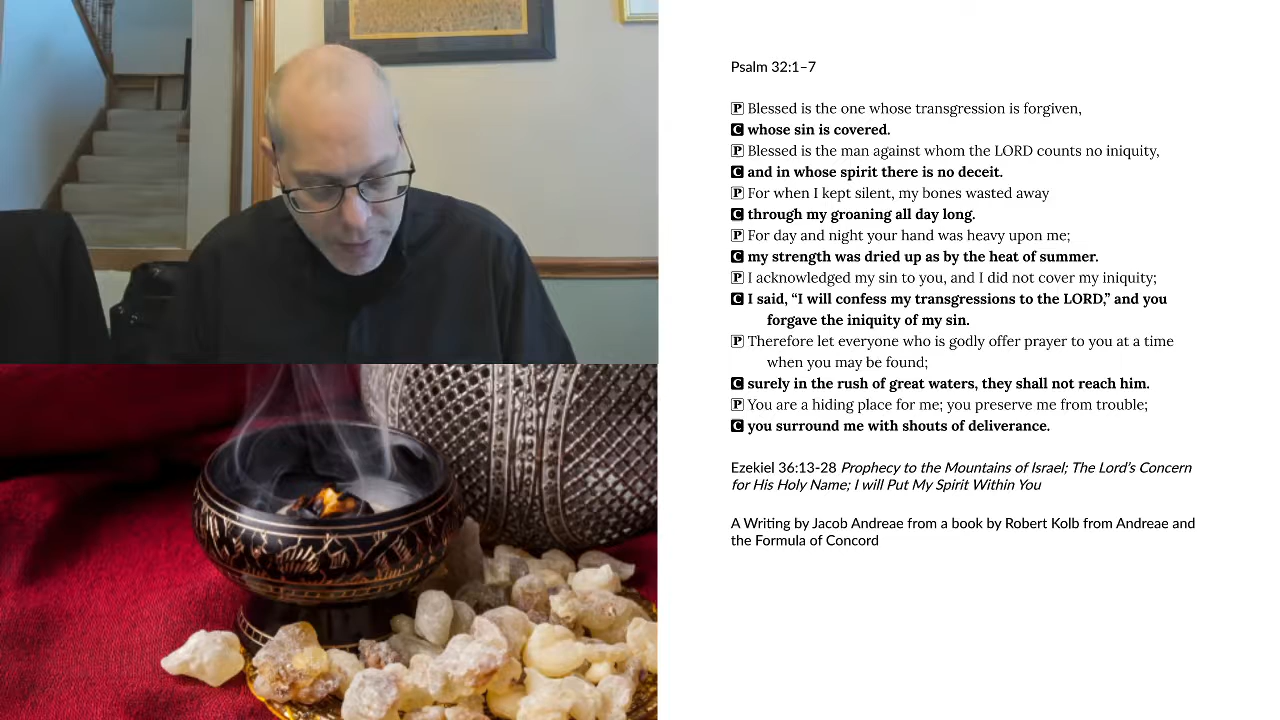 Psalm 32:1–7
P Blessed is the one whose transgression is forgiven,
C whose sin is covered.
P Blessed is the man against whom the LORD counts no iniquity,
C and in whose spirit there is no deceit.
P For when I kept silent, my bones wasted away
C through my groaning all day long.
P For day and night your hand was heavy upon me;
C my strength was dried up as by the heat of summer.
P I acknowledged my sin to you, and I did not cover my iniquity;
C I said, “I will confess my transgressions to the LORD,” and you
forgave the iniquity of my sin.
P Therefore let everyone who is godly offer prayer to you at a time
when you may be found;
C surely in the rush of great waters, they shall not reach him.
P You are a hiding place for me; you preserve me from trouble;
C you surround me with shouts of deliverance.
Ezekiel 36:13-28 Prophecy to the Mountains of Israel; The Lord’s Concern
for His Holy Name; I will Put My Spirit Within You
A Writing by Jacob Andreae from a book by Robert Kolb from Andreae and
the Formula of Concord